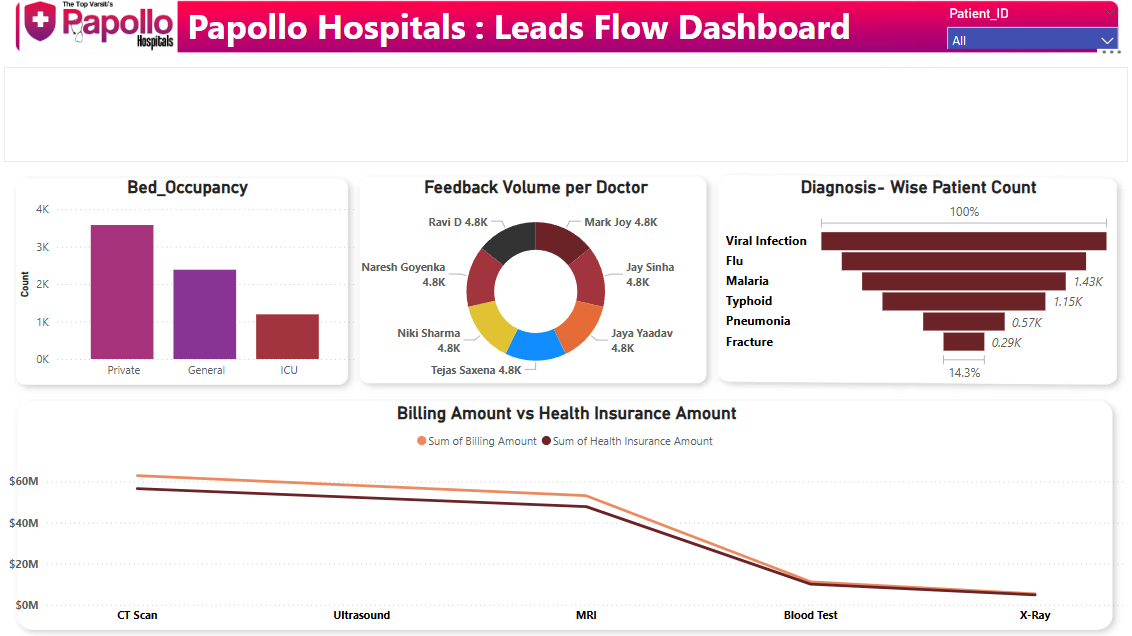 The Top Varsit's
Papollo
Hospitals
Papollo Hospitals : Leads Flow Dashboard
Patient_ID
All
Bed_Occupancy
4K
3K
2K
1K
0K
Count
Private
General
ICU
Feedback Volume per Doctor
Ravi D 4.8K
Mark Joy 4.8K
Naresh Goyenka
4.8K
Jay Sinha
4.8K
Niki Sharma
4.8K
Jaya Yaadav
4.8K
Tejas Saxena 4.8K
Diagnosis- Wise Patient Count
100%
Viral Infection
Flu
Malaria
1.43K
Typhoid
1.15K
Pneumonia
0.57K
Fracture
0.29K
14.3%
Billing Amount vs Health Insurance Amount
Sum of Billing Amount
Sum of Health Insurance Amount
$60M
$40M
$20M
$0M
CT Scan
Ultrasound
MRI
Blood Test
X-Ray